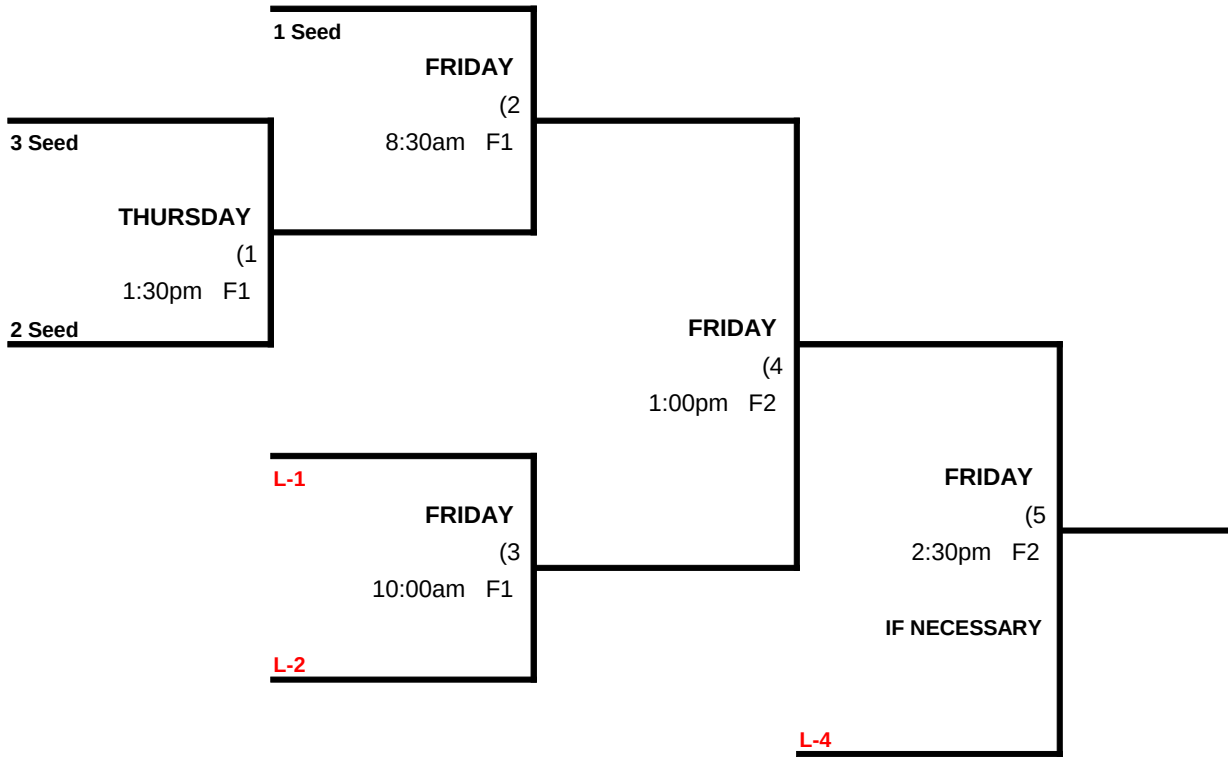 1 Seed
FRIDAY
(2
8:30am F1
3 Seed
THURSDAY
(1
1:30pm F1
2 Seed
FRIDAY
(4
1:00pm F2
L-1
FRIDAY
(3
10:00am F1
L-2
FRIDAY
(5
2:30pm F2
IF NECESSARY
L-4